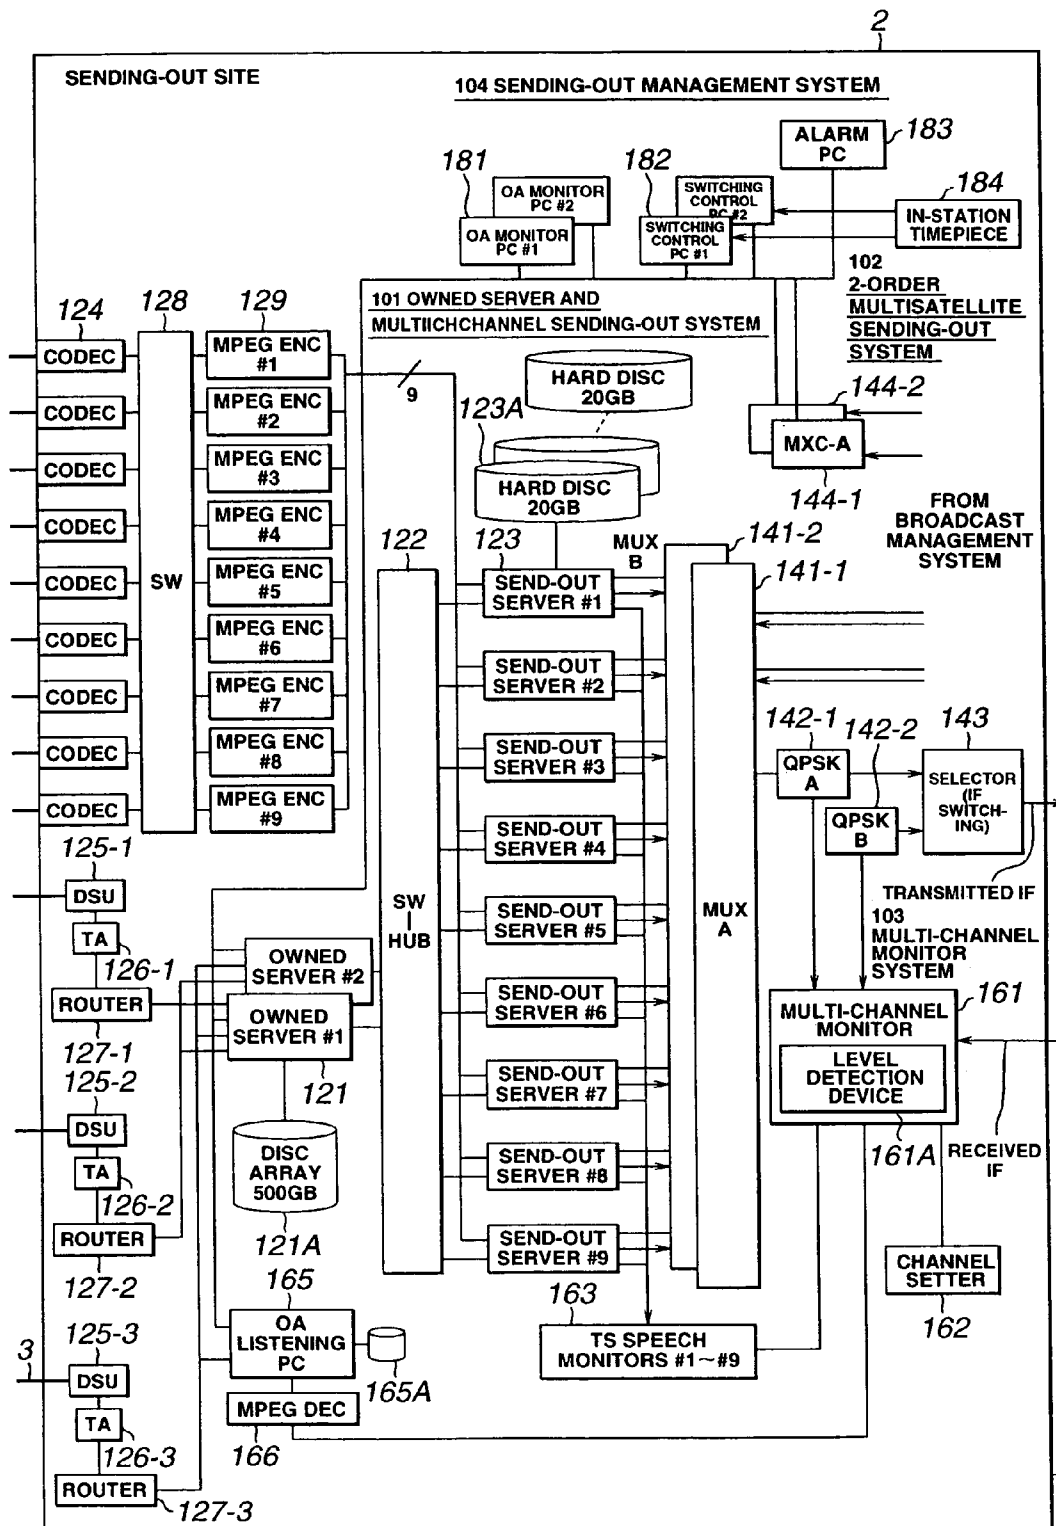 2
SENDING-OUT SITE
104 SENDING-OUT MANAGEMENT SYSTEM
ALARM
PC
183
181
OA MONITOR
PC #2
OA MONITOR
PC #1
182
SWITCHING
CONTROL
PC #2
SWITCHING
CONTROL
PC #1
184
IN-STATION
TIMEPIECE
102
2-ORDER
MULTISATELLITE
SENDING-OUT
SYSTEM
101 OWNED SERVER AND
MULTIICHCHANNEL SENDING-OUT SYSTEM
124
128
129
CODEC
CODEC
CODEC
CODEC
CODEC
CODEC
CODEC
CODEC
CODEC
SW
MPEG ENC
#1
MPEG ENC
#2
MPEG ENC
#3
MPEG ENC
#4
MPEG ENC
#5
MPEG ENC
#6
MPEG ENC
#7
MPEG ENC
#8
MPEG ENC
#9
9
HARD DISC
20GB
123A
HARD DISC
20GB
144-2
MXC-A
144-1
FROM
BROADCAST
MANAGEMENT
SYSTEM
122
SW
|
HUB
123
SEND-OUT
SERVER #1
SEND-OUT
SERVER #2
SEND-OUT
SERVER #3
SEND-OUT
SERVER #4
SEND-OUT
SERVER #5
SEND-OUT
SERVER #6
SEND-OUT
SERVER #7
SEND-OUT
SERVER #8
SEND-OUT
SERVER #9
MUX
B
141-2
141-1
MUX
A
142-1
QPSK
A
142-2
QPSK
B
143
SELECTOR
(IF
SWITCH-
ING)
TRANSMITTED IF
103
MULTI-CHANNEL
MONITOR
SYSTEM
161
MULTI-CHANNEL
MONITOR
LEVEL
DETECTION
DEVICE
161A
RECEIVED
IF
CHANNEL
SETTER
162
163
TS SPEECH
MONITORS #1~#9
125-1
DSU
TA
126-1
ROUTER
127-1
125-2
DSU
TA
126-2
ROUTER
127-2
3
125-3
DSU
TA
126-3
ROUTER
127-3
OWNED
SERVER #2
OWNED
SERVER #1
121
DISC
ARRAY
500GB
121A
165
OA
LISTENING
PC
165A
MPEG DEC
166